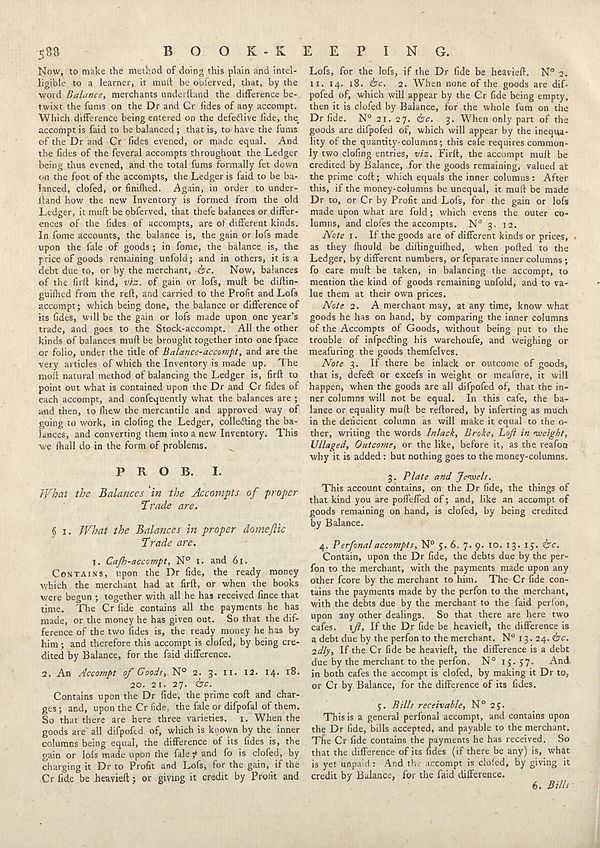 588
B O O K - K E E P I N G.
Now, to make the method of doing this plain and intel-
ligible to a learner, it muſt be obſerved, that, by the
word Balance, merchants underſtand the difference be-
twixt the ſums on the Dr and Cr ſides of any accompt.
Which difference being entered on the defective ſide, the
accompt is ſaid to be balanced; that is, to have the ſums
of the Dr and Cr ſides evened, or made equal. And
the ſides of the ſeveral accompts throughout the Ledger
being thus evened, and the total ſums formally ſet down
on the foot of the accompts, the Ledger is ſaid to be ba-
lanced, cloſed, or finiſhed. Again, in order to under-
ſtand how the new Inventory is formed from the old
Ledger, it muſt be obſerved, that theſe balances or differ-
ences of the ſides of accompts, are of different kinds.
In ſome accounts, the balance is, the gain or loſs made
upon the ſale of goods; in ſome, the balance is, the
price of goods remaining unſold; and in others, it is a
debt due to, or by the merchant, &c. Now, balances
of the firſt kind, viz. of gain or loſs, muſt be diſtin-
guiſhed from the reſt, and carried to the Profit and Loſs
accompt; which being done, the balance or difference of
its ſides, will be the gain or loſs made upon one year's
trade, and goes to the Stock-accompt. All the other
kinds of balances muſt be brought together into one ſpace
or folio, under the title of Balance-accompt, and are the
very articles of which the Inventory is made up. The
moſt natural method of balancing the Ledger is, firſt to
point out what is contained upon the Dr and Cr ſides of
each accompt, and conſequently what the balances are;
and then, to ſhew the mercantile and approved way of
going to work, in cloſing the Ledger, collecting the ba-
lances, and converting them into a new Inventory. This
we ſhall do in the form of problems.
P R O B. I.
What the Balances in the Accompts of proper
Trade are.
§ 1. What the Balances in proper domeſtic
Trade are.
1. Caſh-accompt, N° 1. and 61.
CONTAINS, upon the Dr ſide, the ready money
which the merchant had at firſt, or when the books
were begun; together with all he has received ſince that
time. The Cr ſide contains all the payments he has
made, or the money he has given out. So that the dif-
ference of the two ſides is, the ready money he has by
him; and therefore this accompt is cloſed, by being cre-
dited by Balance, for the ſaid difference.
2. An Accompt of Goods, N° 2. 3. 11. 12. 14. 18.
20. 21. 27. &c.
Contains upon the Dr ſide, the prime coſt and char-
ges; and, upon the Cr ſide, the ſale or diſpoſal of them.
So that there are here three varieties. 1. When the
goods are all diſpoſed of, which is known by the inner
columns being equal, the difference of its ſides is, the
gain or loſs made upon the ſale; and ſo is cloſed, by
charging it Dr to Profit and Loſs, for the gain, if the
Cr ſide be heavieſt; or giving it credit by Profit and
Loſs, for the loſs, if the Dr ſide be heavieſt. N° 2.
11. 14. 18. &c. 2. When none of the goods are diſ-
poſed of, which will appear by the Cr ſide being empty,
then it is cloſed by Balance, for the whole ſum on the
Dr ſide. N° 21. 27. &c. 3. When only part of the
goods are diſpoſed of, which will appear by the inequa-
lity of the quantity-columns; this caſe requires common-
ly two cloſing entries, viz. Firſt, the accompt muſt be
credited by Balance, for the goods remaining, valued at
the prime coſt; which equals the inner columns: After
this, if the money-columns be unequal, it muſt be made
Dr to, or Cr by Profit and Loſs, for the gain or loſs
made upon what are ſold; which evens the outer co-
lumns, and cloſes the accompts. N° 3. 12.
Note 1. If the goods are of different kinds or prices,
as they ſhould be diſtinguiſhed, when poſted to the
Ledger, by different numbers, or ſeparate inner columns;
ſo care muſt be taken, in balancing the accompt, to
mention the kind of goods remaining unſold, and to va-
lue them at their own prices.
Note 2. A merchant may, at any time, know what
goods he has on hand, by comparing the inner columns
of the Accompts of Goods, without being put to the
trouble of inſpecting his warehouſe, and weighing or
meaſuring the goods themſelves.
Note 3. If there be inlack or outcome of goods,
that is, defect or exceſs in weight or meaſure, it will
happen, when the goods are all diſpoſed of, that the in-
ner columns will not be equal. In this caſe, the ba-
lance or equality muſt be reſtored, by inſerting as much
in the deficient column as will make it equal to the o-
ther, writing the words Inlack, Broke, Loſt in weight,
Ullaged, Outcome, or the like, before it, as the reaſon
why it is added: but nothing goes to the money-columns.
3. Plate and Jewels.
This account contains, on the Dr ſide, the things of
that kind you are poſſeſſed of; and, like an accompt of
goods remaining on hand, is cloſed, by being credited
by Balance.
4. Perſonal accompts, N° 5. 6. 7. 9. 10. 13. 15. &c.
Contain, upon the Dr ſide, the debts due by the per-
ſon to the merchant, with the payments made upon any
other ſcore by the merchant to him. The Cr ſide con-
tains the payments made by the perſon to the merchant,
with the debts due by the merchant to the ſaid perſon,
upon any other dealings. So that there are here two
caſes. 1ſt, If the Dr ſide be heavieſt, the difference is
a debt due by the perſon to the merchant. N° 13. 24. &c.
2dly, If the Cr ſide be heavieſt, the difference is a debt
due by the merchant to the perſon. N° 15. 57. And
in both caſes the accompt is cloſed, by making it Dr to,
or Cr by Balance, for the difference of its ſides.
5. Bills receivable, N° 25.
This is a general perſonal accompt, and contains upon
the Dr ſide, bills accepted, and payable to the merchant.
The Cr ſide contains the payments he has received. So
that the difference of its ſides (if there be any) is, what
is yet unpaid: And the accompt is cloſed, by giving it
credit by Balance, for the ſaid difference.
6. Bills